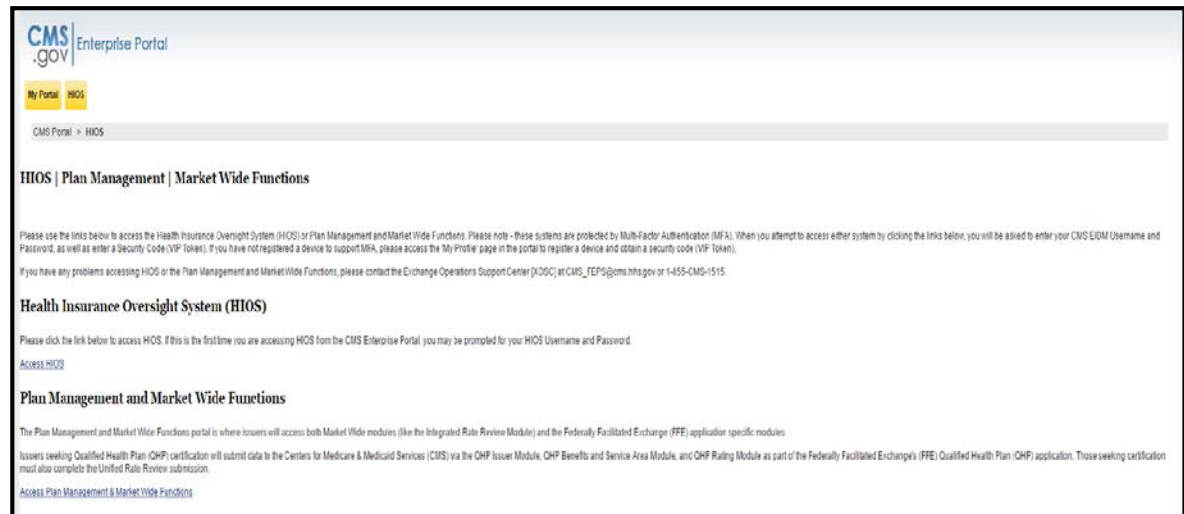 CMS
.gov
Enterprise Portal
My Portal HIOS
CMS Portal > HIOS
HIOS | Plan Management | Market Wide Functions
Please use the links below to access the Health Insurance Oversight System (HIOS) or Plan Management and Market Wide Functions. Please note - these systems are protected by Multi-Factor Authentication (MFA). When you attempt to access either system by clicking the links below, you will be asked to enter your CMS EIDM Username and
Password, as well as enter a Security Code (VIP Token). If you have not registered a device to support MFA, please access the 'My Profile' page in the portal to register a device and obtain a security code (VIP Token).
If you have any problems accessing HIOS or the Plan Management and Market Wide Functions, please contact the Exchange Operations Support Center [XOSC] at CMS_FEPS@cms.hhs.gov or 1-855-CMS-1515.
Health Insurance Oversight System (HIOS)
Please click the link below to access HIOS. If this is the first time you are accessing HIOS from the CMS Enterprise Portal, you may be prompted for your HIOS Username and Password.
Access HIOS
Plan Management and Market Wide Functions
The Plan Management and Market Wide Functions portal is where issuers will access both Market Wide modules (like the Integrated Rate Review Module) and the Federally Facilitated Exchange (FFE) application specific modules
Issuers seeking Qualified Health Plan (QHP) certification will submit data to the Centers for Medicare & Medicaid Services (CMS) via the QHP Issuer Module, QHP Benefits and Service Area Module, and QHP Rating Module as part of the Federally Facilitated Exchange's (FFE) Qualified Health Plan (QHP) application. Those seeking certification
must also complete the Unified Rate Review submission.
Access Plan Management & Market Wide Functions